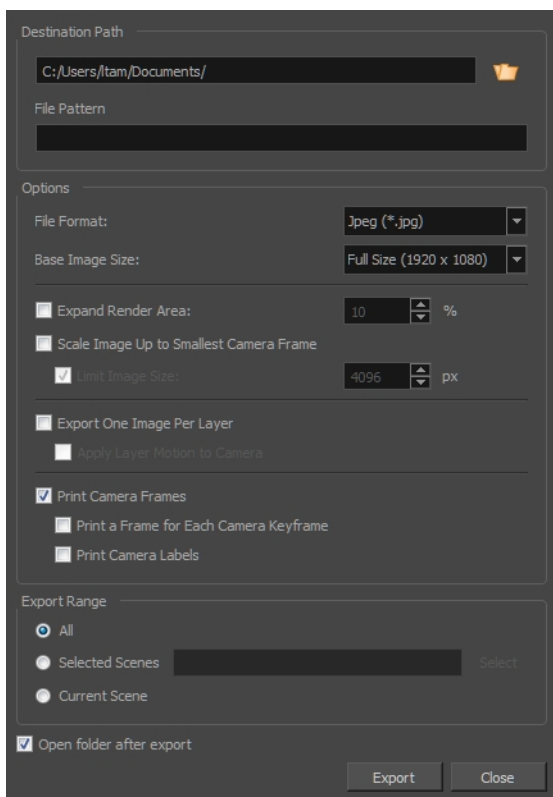 Destination Path
C:/Users/ltam/Documents/
File Pattern
Options
File Format: Jpeg (*.jpg)
Base Image Size: Full Size (1920 x 1080)
Expand Render Area: 10 %
Scale Image Up to Smallest Camera Frame
Limit Image Size: 4096 px
Export One Image Per Layer
Apply Layer Motion to Camera
Print Camera Frames
Print a Frame for Each Camera Keyframe
Print Camera Labels
Export Range
All
Selected Scenes Select
Current Scene
Open folder after export
Export Close